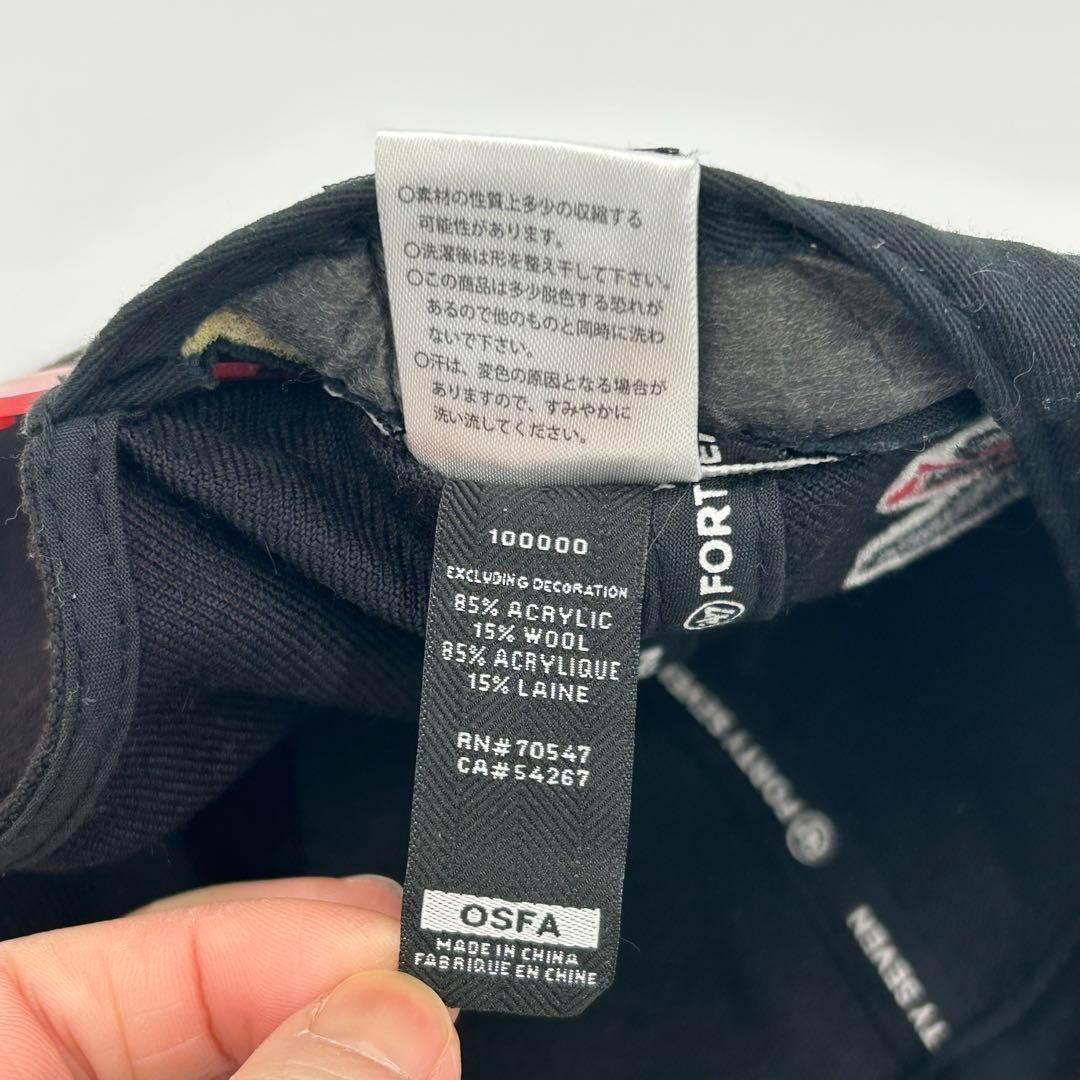 ○素材の性質上多少の収縮する
可能性があります。
○洗濯後は形を整え干して下さい。
○この商品は多少脱色する恐れが
あるので他のものと同時に洗わ
ないで下さい。
○汗は、変色の原因となる場合が
ありますので、すみやかに
洗い流してください。
100000
EXCLUDING DECORATION
85% ACRYLIC
15% WOOL
85% ACRYLIQUE
15% LAINE
RN# 70547
CA# 54267
OSFA
MADE IN CHINA
FABRIQUE EN CHINE
47 FORT
FORTY SEVEN
TY SEVEN